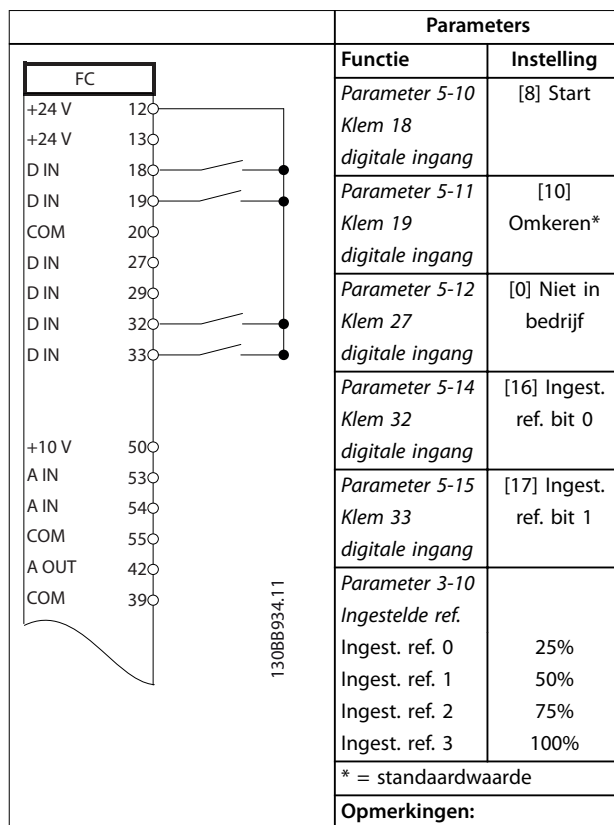 FC
+24 V 12
+24 V 13
D IN 18
D IN 19
COM 20
D IN 27
D IN 29
D IN 32
D IN 33
+10 V 50
A IN 53
A IN 54
COM 55
A OUT 42
COM 39
130BB934.11
Parameters
Functie Instelling
Parameter 5-10 [8] Start
Klem 18
digitale ingang
Parameter 5-11 [10]
Klem 19 Omkeren*
digitale ingang
Parameter 5-12 [0] Niet in
Klem 27 bedrijf
digitale ingang
Parameter 5-14 [16] Ingest.
Klem 32 ref. bit 0
digitale ingang
Parameter 5-15 [17] Ingest.
Klem 33 ref. bit 1
digitale ingang
Parameter 3-10
Ingestelde ref.
Ingest. ref. 0 25%
Ingest. ref. 1 50%
Ingest. ref. 2 75%
Ingest. ref. 3 100%
* = standaardwaarde
Opmerkingen: